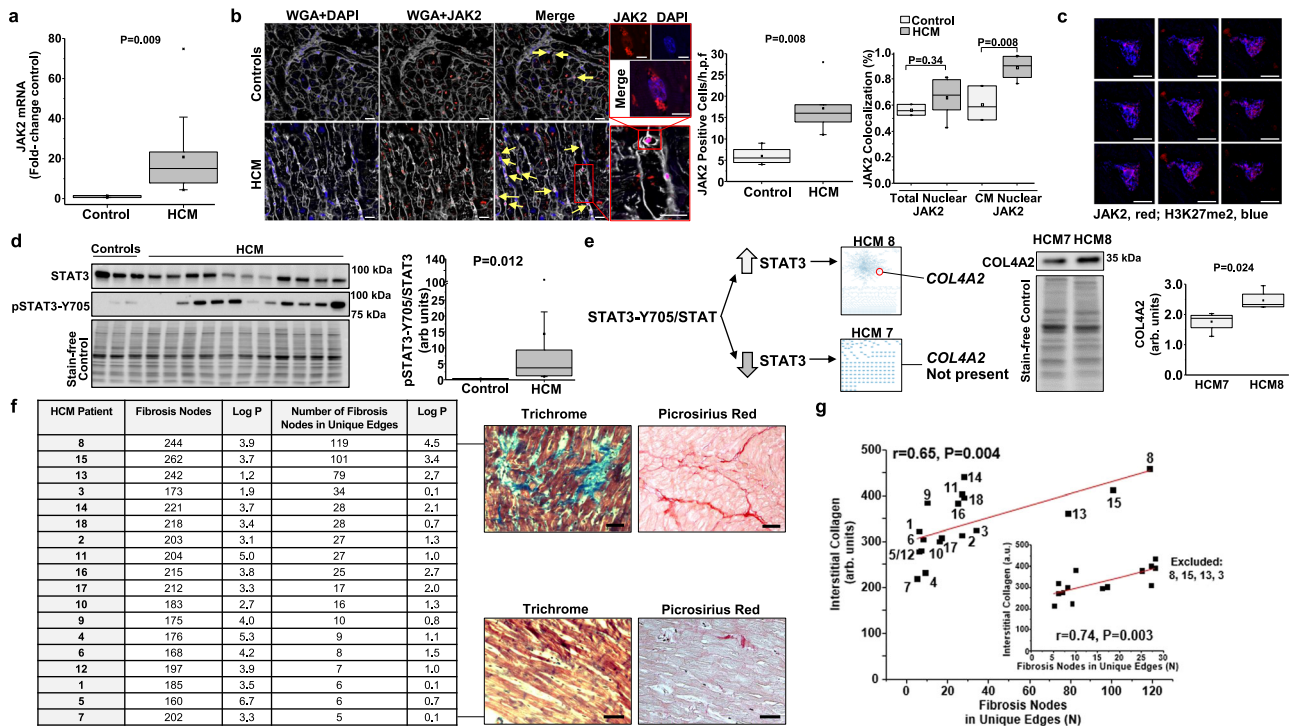 a
P=0.009
JAK2 mRNA
(Fold- change control)
100
80
60
40
20
0
Control
HCM
b
WGA+DAPI
WGA+JAK2
Merge
JAK2
DAPI
Controls
HCM
Merge
P=0.008
JAK2 Positive Cells/h.p.f
30
20
10
0
Control
HCM
Control
HCM
P=0.34
P=0.008
JAK2 Colocalization (%)
1.0
0.8
0.6
0.4
0.2
0
Total Nuclear
JAK2
CM Nuclear
JAK2
c
JAK2, red; H3K27me2, blue
d
Controls
HCM
STAT3
100 kDa
pSTAT3-Y705
100 kDa
75 kDa
Stain-free
Control
P=0.012
pSTAT3-Y705/STAT3
(arb. units)
140
100
25
20
15
10
5
0
Control
HCM
e
STAT3-Y705/STAT
STAT3
HCM 8
COL4A2
STAT3
HCM 7
COL4A2
Not present
HCM7 HCM8
COL4A2
35 kDa
Stain-free Control
P=0.024
COL4A2
(arb. units)
3.0
2.0
1.0
0
HCM7
HCM8
f
HCM Patient Fibrosis Nodes Log P Number of Fibrosis Nodes in Unique Edges Log P
8 244 3.9 119 4.5
15 262 3.7 101 3.4
13 242 1.2 79 2.7
3 173 1.9 34 0.1
14 221 3.7 28 2.1
18 218 3.4 28 0.7
2 203 3.1 27 1.3
11 204 5.0 27 1.0
16 215 3.8 25 2.7
17 212 3.3 17 2.0
10 183 2.7 16 1.3
9 175 4.0 10 0.8
4 176 5.3 9 1.1
6 168 4.2 8 1.5
12 197 3.9 7 1.0
1 185 3.5 6 0.1
5 160 6.7 6 0.7
7 202 3.3 5 0.1
Trichrome
Picrosirius Red
Trichrome
Picrosirius Red
g
r=0.65, P=0.004
Interstitial Collagen
(arb. units)
500
400
300
200
100
0
8
14
11
15
9
18
16
13
1
3
6
2
5/12
10
17
7
4
0 20 40 60 80 100 120
Fibrosis Nodes
in Unique Edges (N)
Interstitial Collagen (a.u.)
500
400
300
200
100
0
Excluded:
8, 15, 13, 3
r=0.74, P=0.003
0 5 10 15 20 25 30
Fibrosis Nodes in Unique Edges (N)